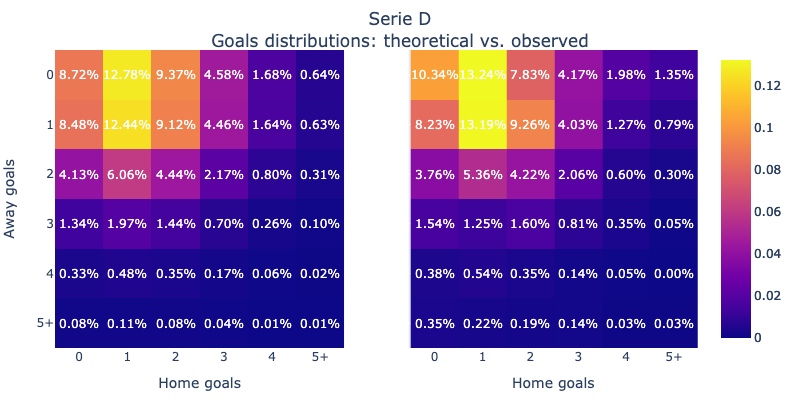 Serie D
Goals distributions: theoretical vs. observed
0 8.72% 12.78% 9.37% 4.58% 1.68% 0.64% 10.34% 13.24% 7.83% 4.17% 1.98% 1.35%
1 8.48% 12.44% 9.12% 4.46% 1.64% 0.63% 8.23% 13.19% 9.26% 4.03% 1.27% 0.79%
2 4.13% 6.06% 4.44% 2.17% 0.80% 0.31% 3.76% 5.36% 4.22% 2.06% 0.60% 0.30%
3 1.34% 1.97% 1.44% 0.70% 0.26% 0.10% 1.54% 1.25% 1.60% 0.81% 0.35% 0.05%
4 0.33% 0.48% 0.35% 0.17% 0.06% 0.02% 0.38% 0.54% 0.35% 0.14% 0.05% 0.00%
5+ 0.08% 0.11% 0.08% 0.04% 0.01% 0.01% 0.35% 0.22% 0.19% 0.14% 0.03% 0.03%
0 1 2 3 4 5+ 0 1 2 3 4 5+
Home goals Home goals
Away goals
0.12
0.1
0.08
0.06
0.04
0.02
0